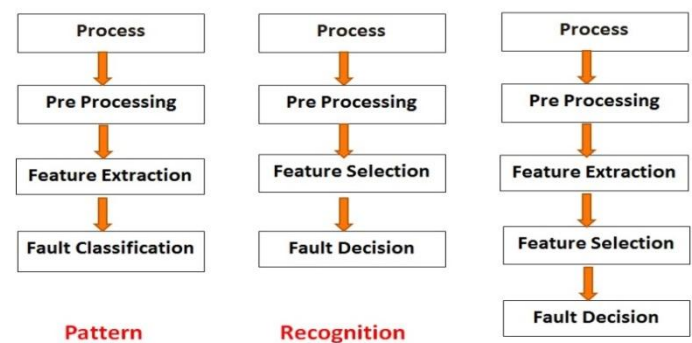 Process
Pre Processing
Feature Extraction
Fault Classification
Pattern
Process
Pre Processing
Feature Selection
Fault Decision
Recognition
Process
Pre Processing
Feature Extraction
Feature Selection
Fault Decision